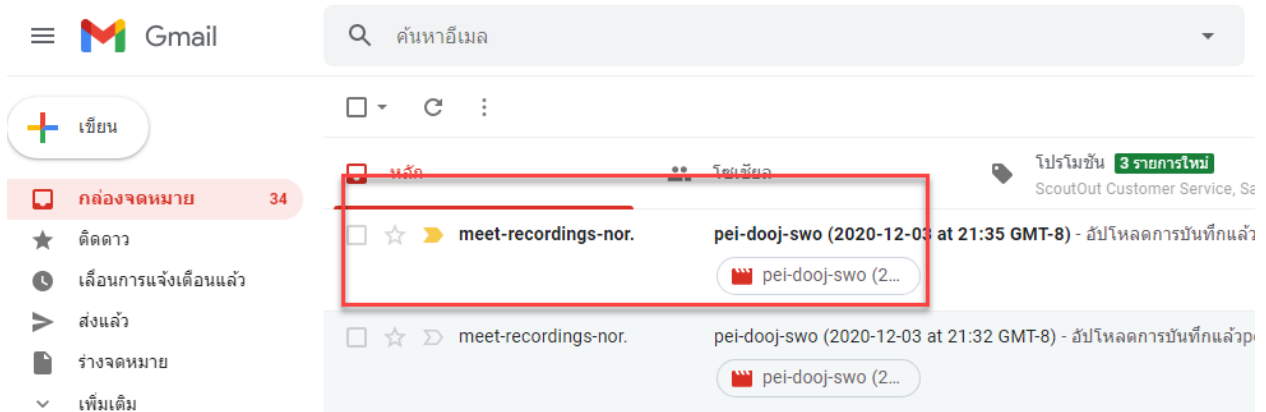 Gmail
ค้นหาอีเมล
เขียน
หลัก
โซเชียล
โปรโมชัน 3 รายการใหม่
ScoutOut Customer Service, Sa
กล่องจดหมาย 34
ติดดาว
เลื่อนการแจ้งเตือนแล้ว
ส่งแล้ว
ร่างจดหมาย
เพิ่มเติม
meet-recordings-nor. pei-dooj-swo (2020-12-03 at 21:35 GMT-8) - อัปโหลดการบันทึกแล้ว
pei-dooj-swo (2...
meet-recordings-nor. pei-dooj-swo (2020-12-03 at 21:32 GMT-8) - อัปโหลดการบันทึกแล้วp
pei-dooj-swo (2...